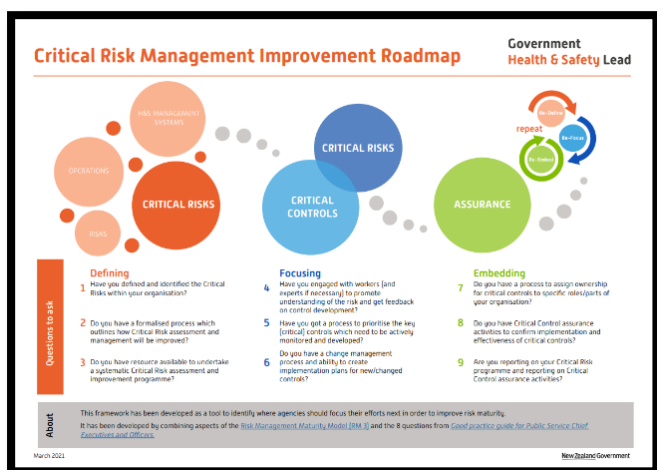 Critical Risk Management Improvement Roadmap
Government
Health & Safety Lead
H&S MANAGEMENT
SYSTEMS
OPERATIONS
CRITICAL RISKS
RISKS
CRITICAL RISKS
CRITICAL
CONTROLS
ASSURANCE
repeat
Re-Define
Re-Focus
Re-Embed
Questions to ask
Defining
1 Have you defined and identified the Critical
Risks within your organisation?
2 Do you have a formalised process which
outlines how Critical Risk assessment and
management will be improved?
3 Do you have resource available to undertake
a systematic Critical Risk assessment and
improvement programme?
Focusing
4 Have you engaged with workers (and
experts if necessary) to promote
understanding of the risk and get feedback
on control development?
5 Have you got a process to prioritise the key
(critical) controls which need to be actively
monitored and developed?
6 Do you have a change management
process and ability to create
implementation plans for new/changed
controls?
Embedding
7 Do you have a process to assign ownership
for critical controls to specific roles/parts of
your organisation?
8 Do you have Critical Control assurance
activities to confirm implementation and
effectiveness of critical controls?
9 Are you reporting on your Critical Risk
programme and reporting on Critical
Control assurance activities?
About
This framework has been developed as a tool to identify where agencies should focus their efforts next in order to improve risk maturity.
It has been developed by combining aspects of the Risk Management Maturity Model (RM 3) and the 8 questions from Good practice guide for Public Service Chief
Executives and Officers.
March 2021
New Zealand Government